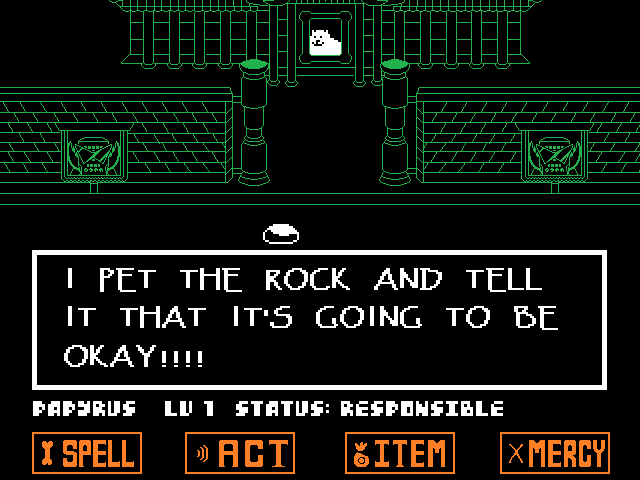 I PET THE ROCK AND TELL
IT THAT IT'S GOING TO BE
OKAY!!!!
PAPYRUS LV 1 STATUS: RESPONSIBLE
SPELL ACT ITEM MERCY